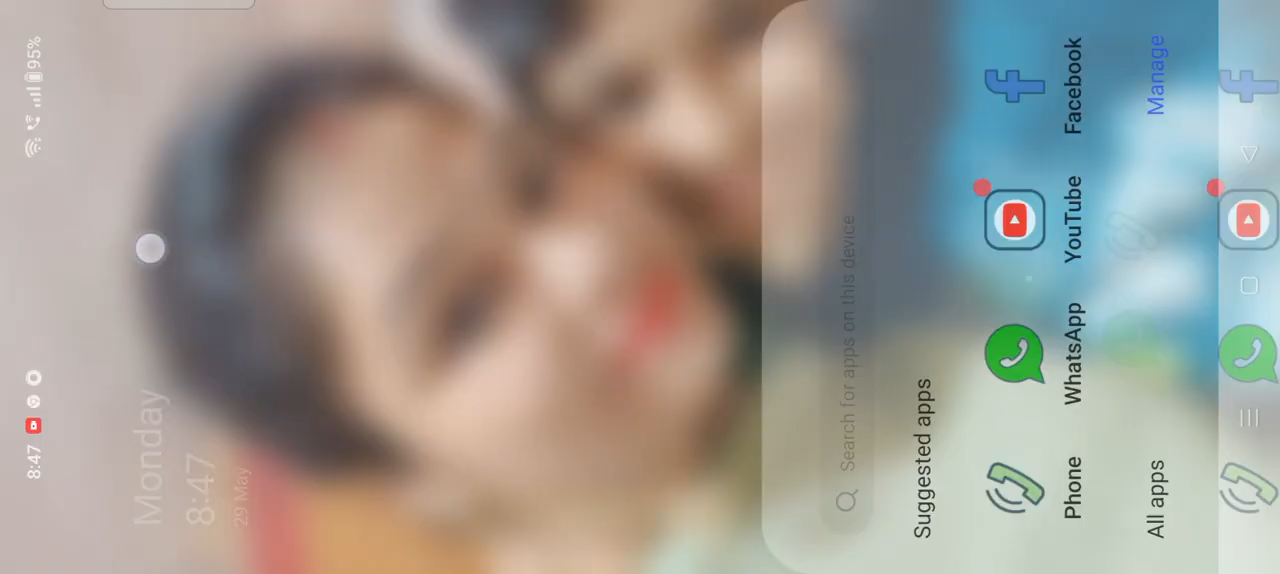 8:47
95%
Monday
8:47
29 May
Search for apps on this device
Suggested apps
Phone
WhatsApp
YouTube
Facebook
All apps
Manage